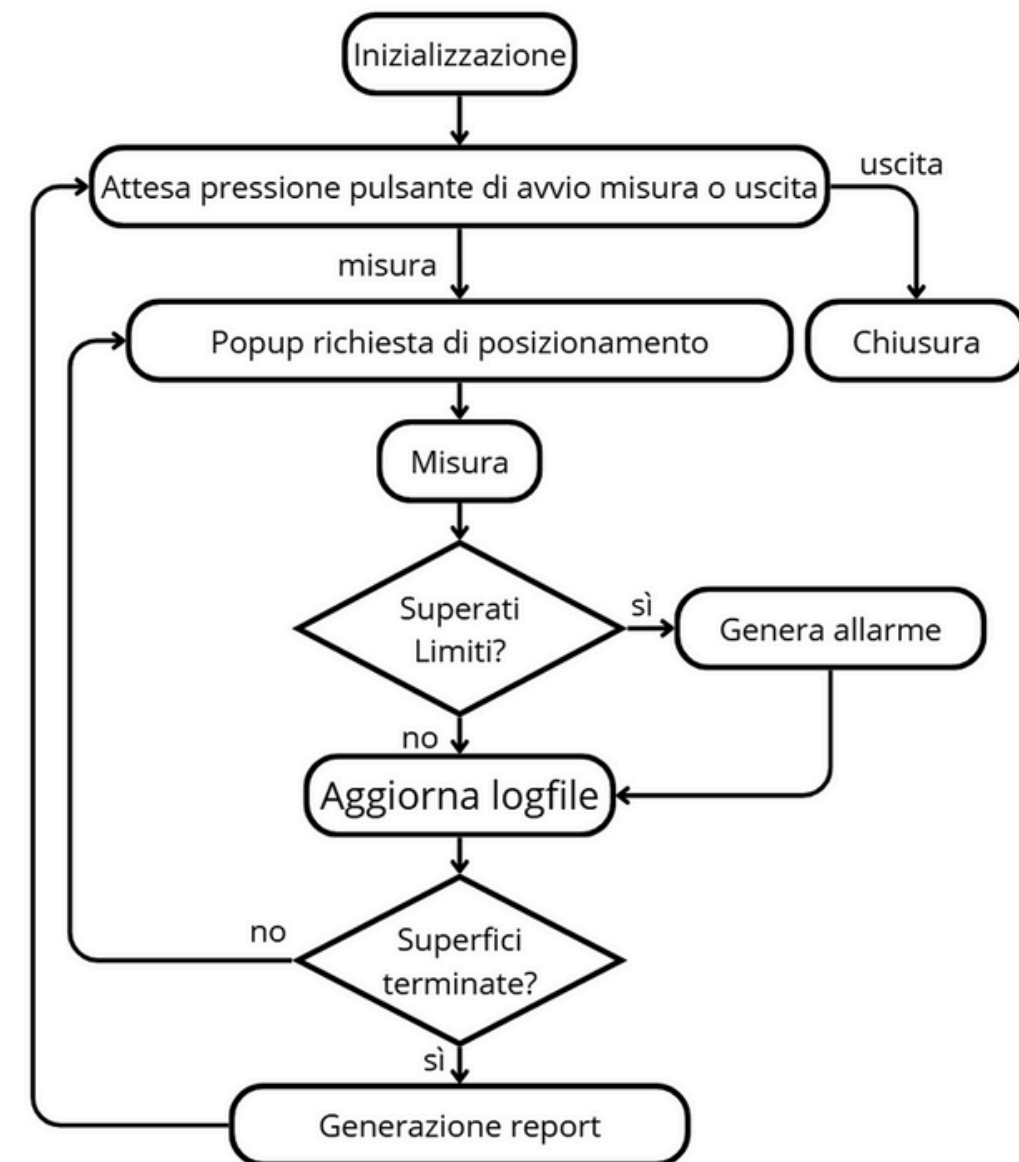 Inizializzazione
Attesa pressione pulsante di avvio misura o uscita
uscita
misura
Popup richiesta di posizionamento
Chiusura
Misura
Superati
Limiti?
sì
Genera allarme
no
Aggiorna logfile
Superfici
terminate?
no
sì
Generazione report